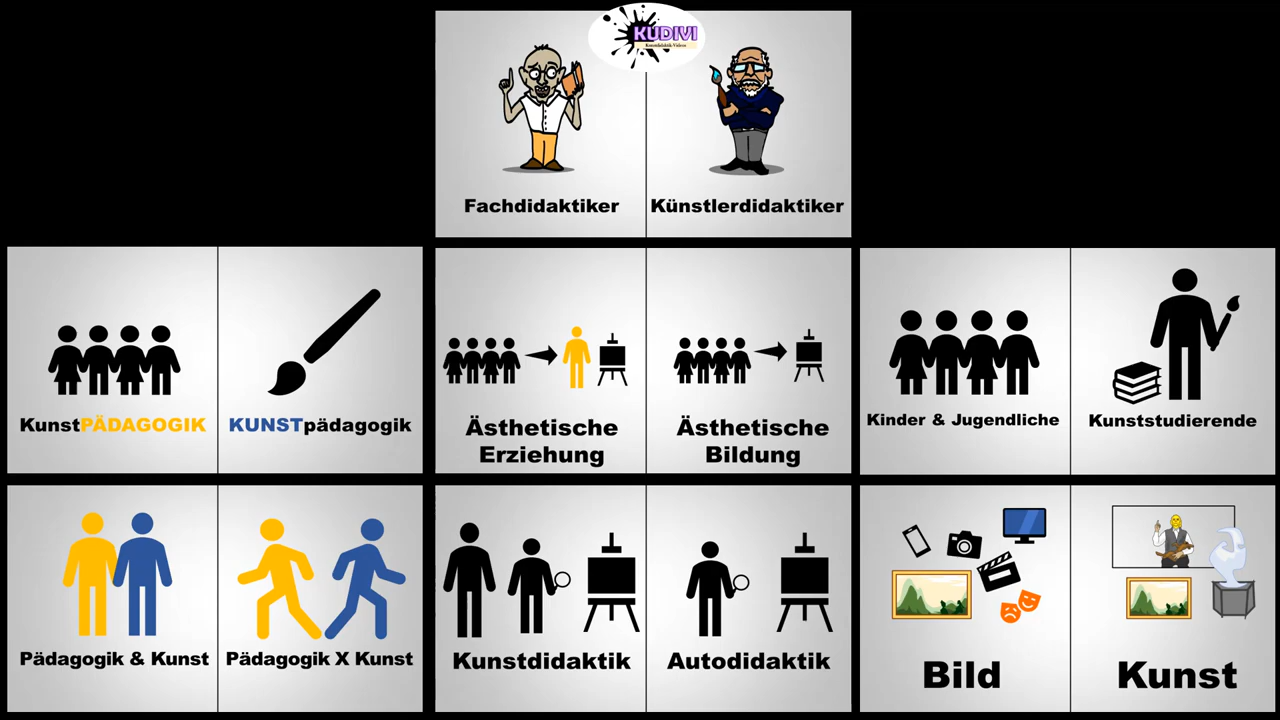 KUDIVI
Kunstdidaktik-Videos
Fachdidaktiker
Künstlerdidaktiker
KunstPÄDAGOGIK
KUNSTpädagogik
Ästhetische
Erziehung
Ästhetische
Bildung
Kinder & Jugendliche
Kunststudierende
Pädagogik & Kunst
Pädagogik X Kunst
Kunstdidaktik
Autodidaktik
Bild
Kunst